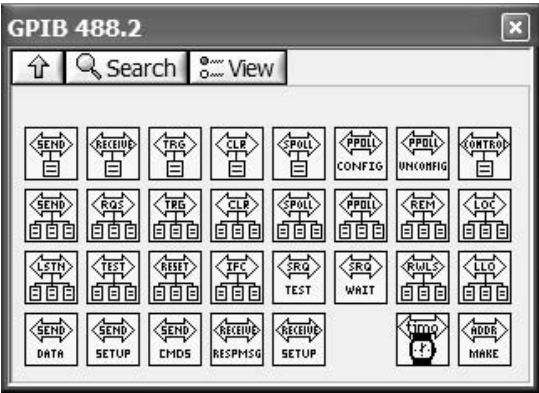 GPIB 488.2
Search View
SEND RECEIVE TRG CLR SPOLL PPOLL PPOLL CONTROL
CONFIG UNCONFIG
SEND RQS TRG CLR SPOLL PPOLL REM LOC
LSTN TEST RESET IFC SRQ SRQ RWLS LLO
TEST WAIT
SEND SEND SEND RECEIVE RECEIVE time ADDR
DATA SETUP CMDS RESPMSG SETUP MAKE